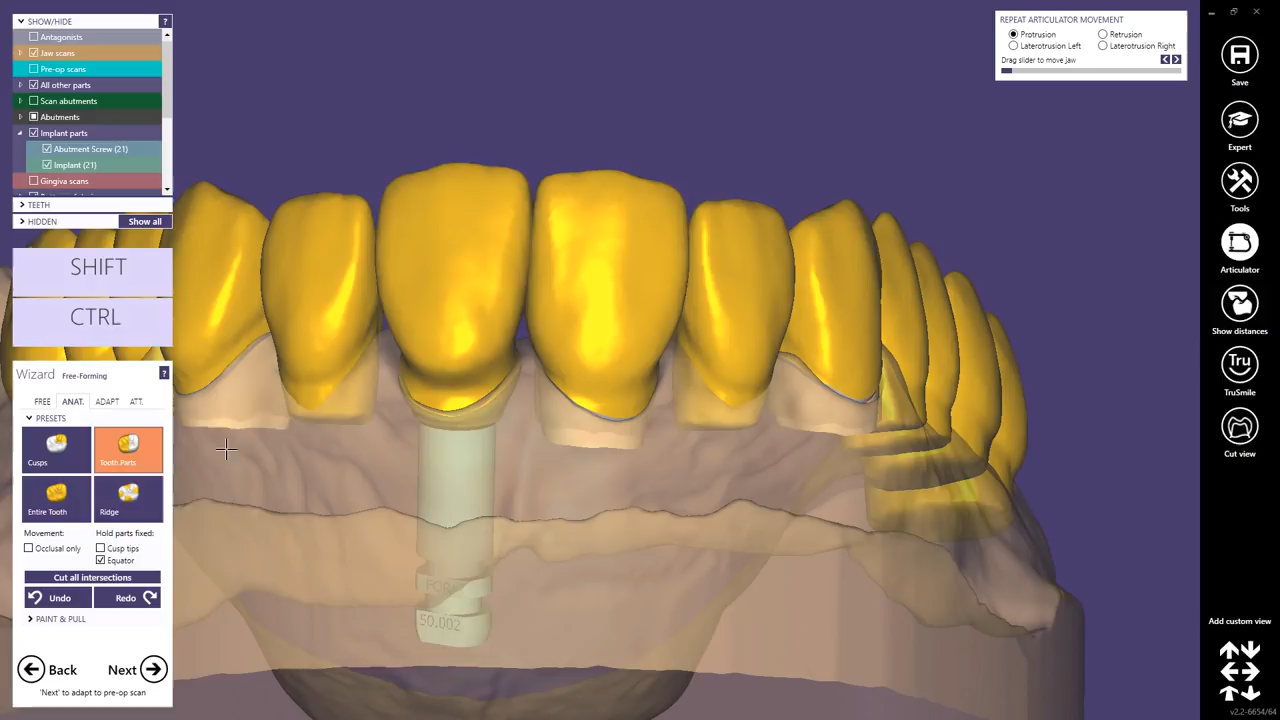 SHOW/HIDE
?
Antagonists
Jaw scans
Pre-op scans
All other parts
Scan abutments
Abutments
Implant parts
Abutment Screw (21)
Implant (21)
Gingiva scans
TEETH
HIDDEN
Show all
SHIFT
CTRL
Wizard Free-Forming ?
FREE ANAT. ADAPT ATT.
PRESETS
Cusps Tooth Parts
Entire Tooth Ridge
Movement: Hold parts fixed:
Occlusal only Cusp tips
Equator
Cut all intersections
Undo Redo
PAINT & PULL
Back Next
'Next' to adapt to pre-op scan
50.002
REPEAT ARTICULATOR MOVEMENT
Protrusion Retrusion
Laterotrusion Left Laterotrusion Right
Drag slider to move jaw
Save
Expert
Tools
Articulator
Show distances
Tru
TruSmile
Cut view
Add custom view
v2.2-6654/64